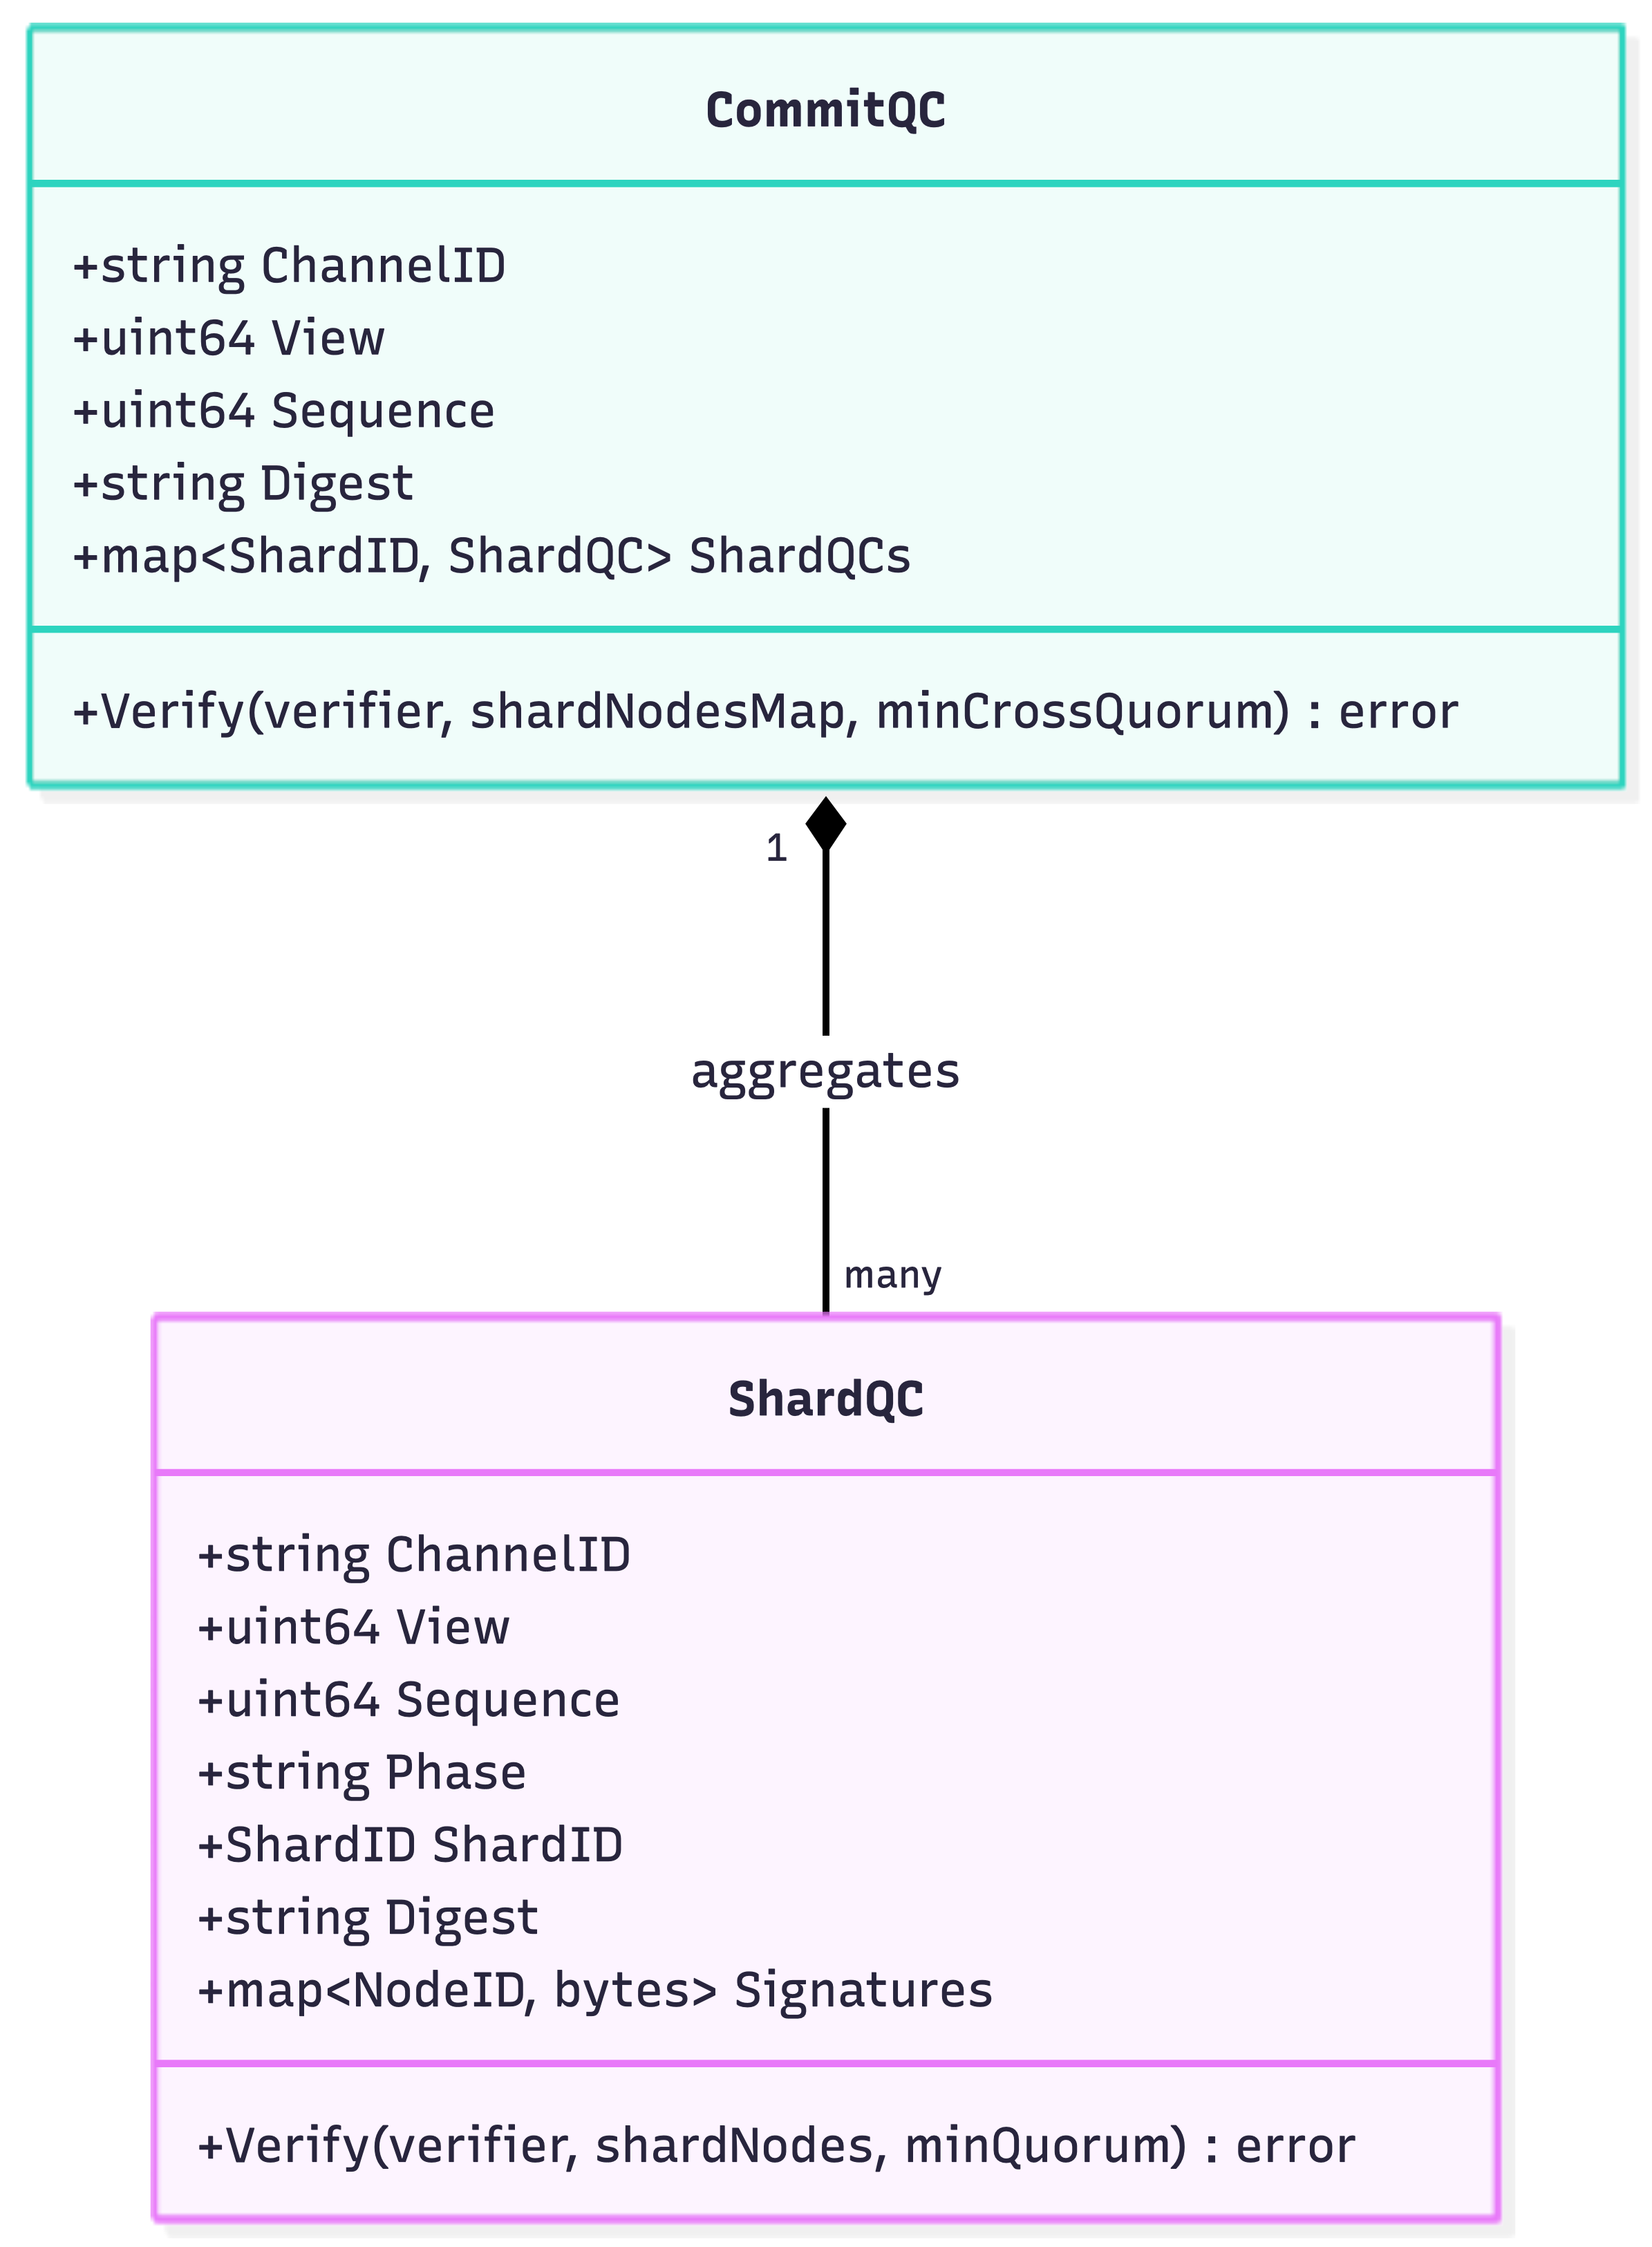 CommitQC
+string ChannelID
+uint64 View
+uint64 Sequence
+string Digest
+map<ShardID, ShardQC> ShardQCs
+Verify(verifier, shardNodesMap, minCrossQuorum) : error
1
aggregates
many
ShardQC
+string ChannelID
+uint64 View
+uint64 Sequence
+string Phase
+ShardID ShardID
+string Digest
+map<NodeID, bytes> Signatures
+Verify(verifier, shardNodes, minQuorum) : error